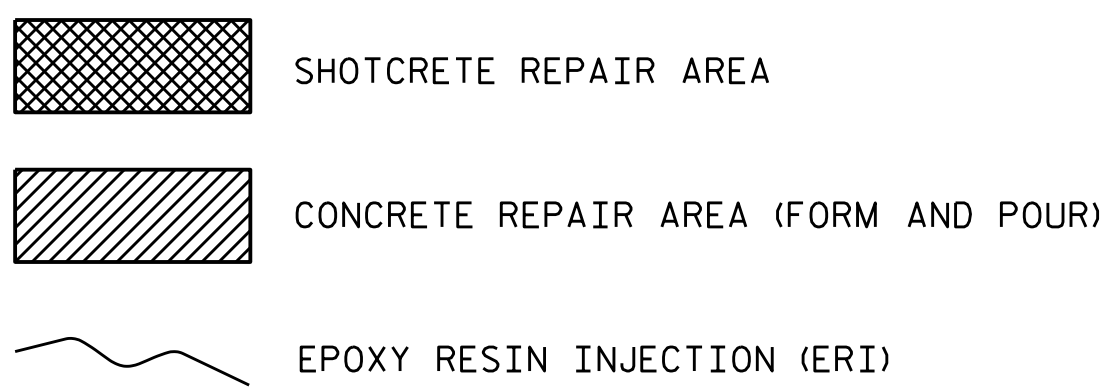 SHOTCRETE REPAIR AREA
CONCRETE REPAIR AREA (FORM AND POUR)
EPOXY RESIN INJECTION (ERI)